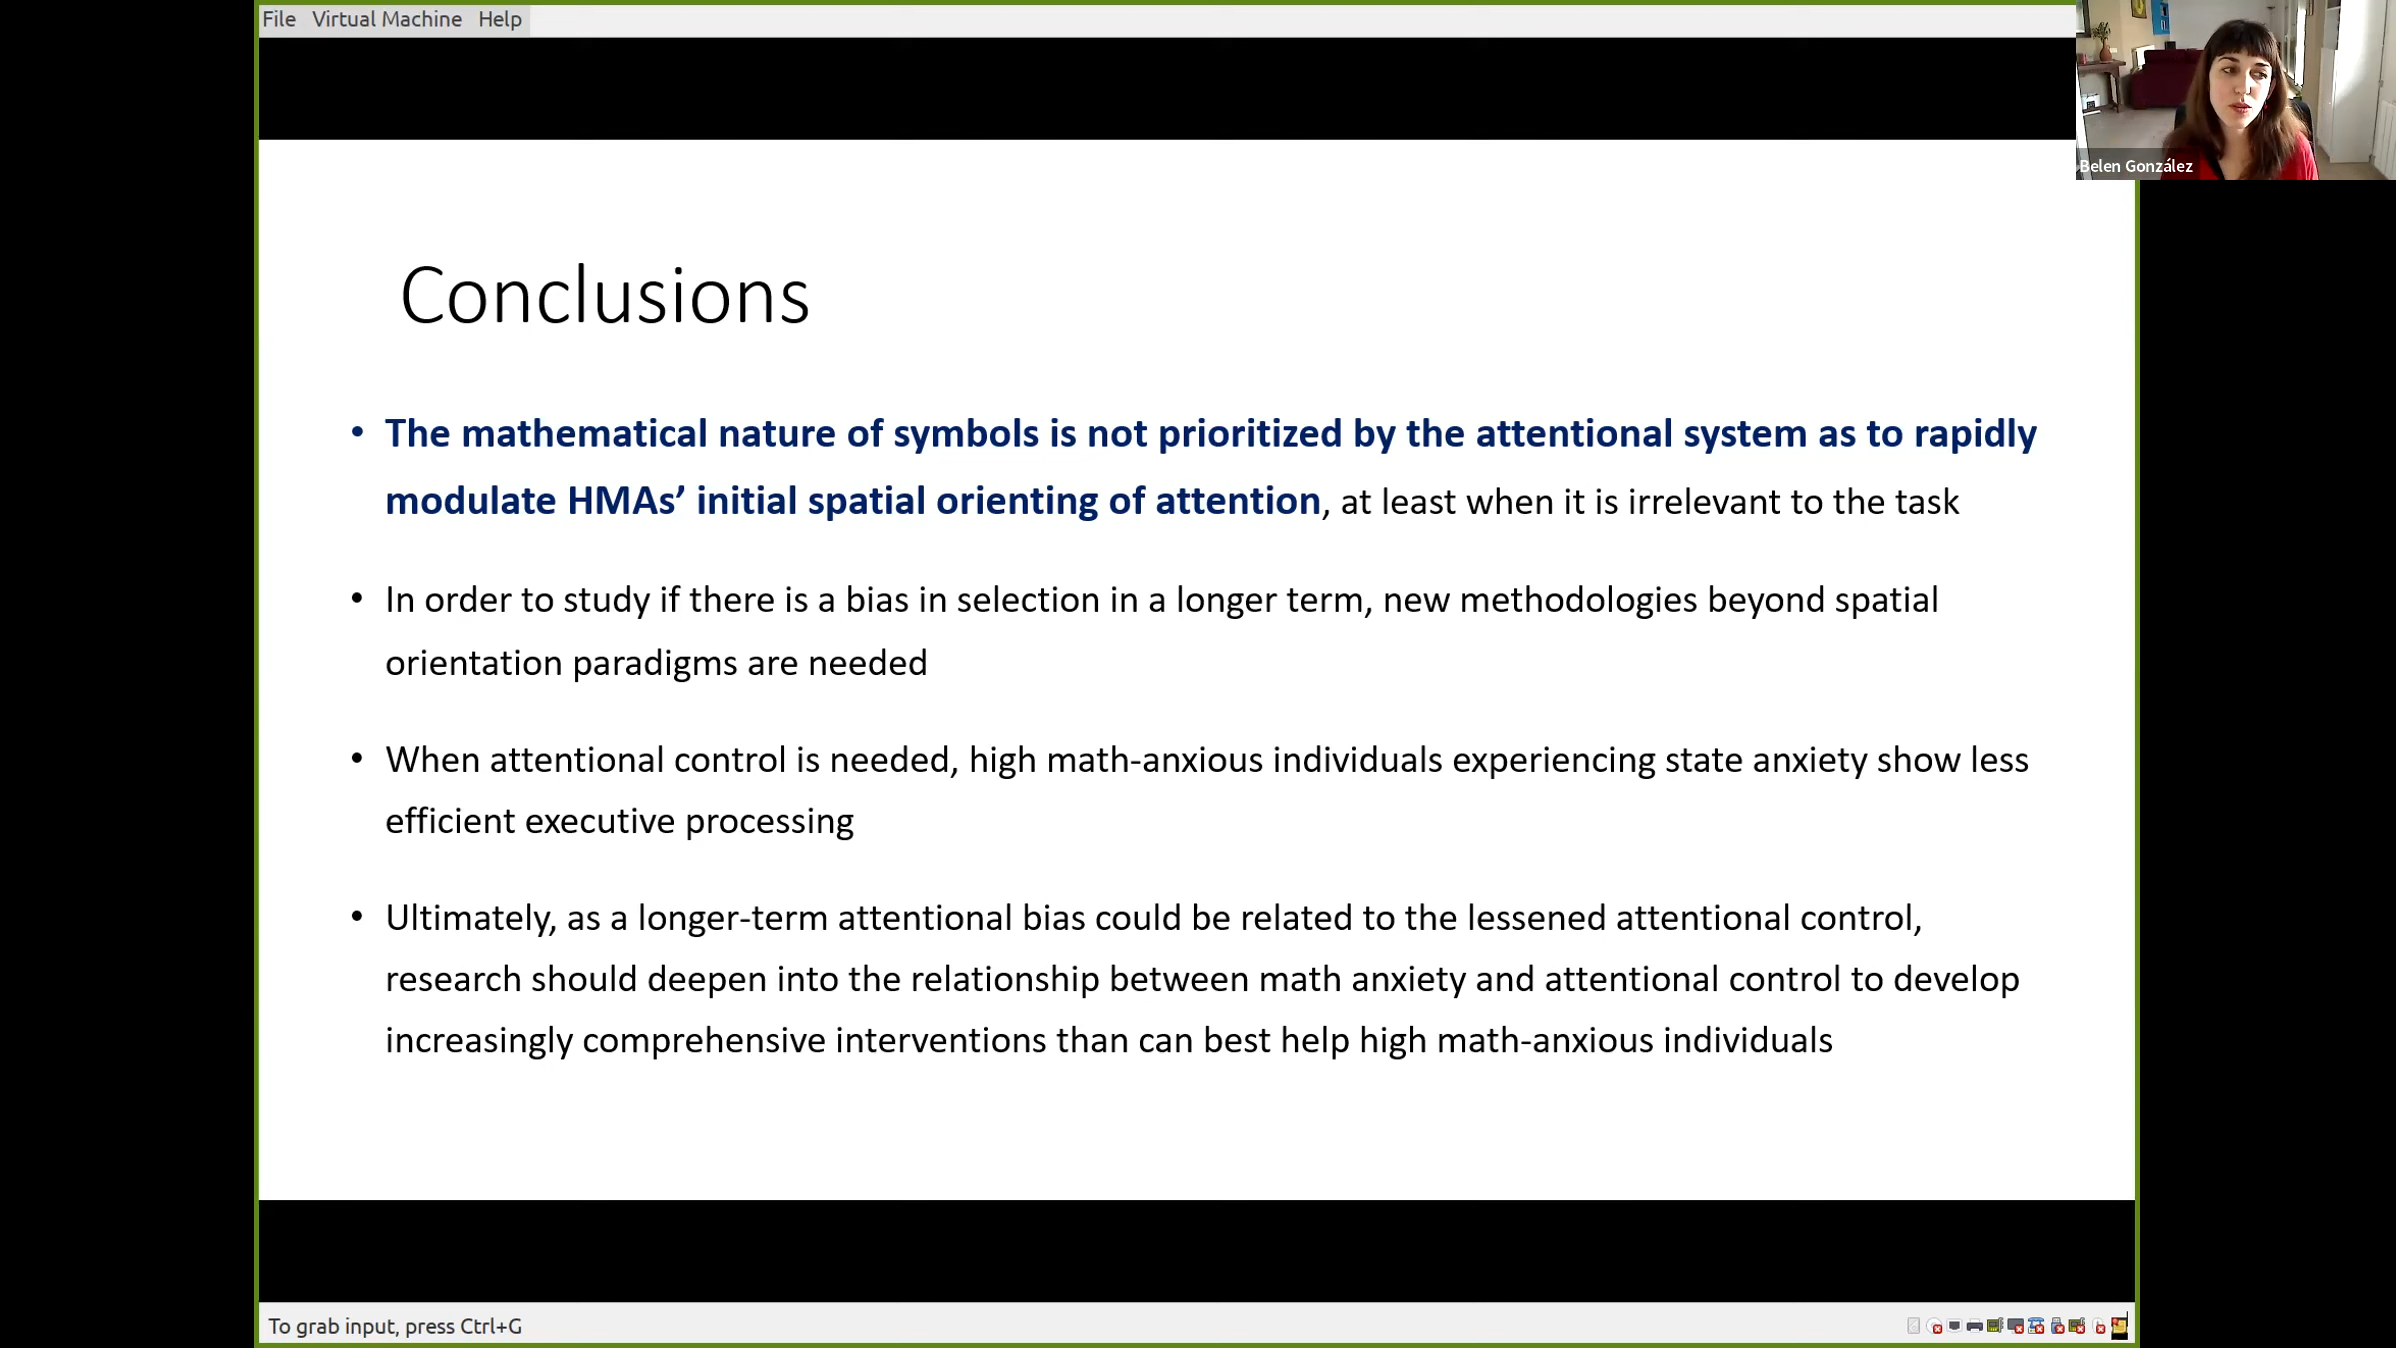 File Virtual Machine Help
Belen González
Conclusions
• The mathematical nature of symbols is not prioritized by the attentional system as to rapidly
modulate HMAs’ initial spatial orienting of attention, at least when it is irrelevant to the task
• In order to study if there is a bias in selection in a longer term, new methodologies beyond spatial
orientation paradigms are needed
• When attentional control is needed, high math-anxious individuals experiencing state anxiety show less
efficient executive processing
• Ultimately, as a longer-term attentional bias could be related to the lessened attentional control,
research should deepen into the relationship between math anxiety and attentional control to develop
increasingly comprehensive interventions than can best help high math-anxious individuals
To grab input, press Ctrl+G